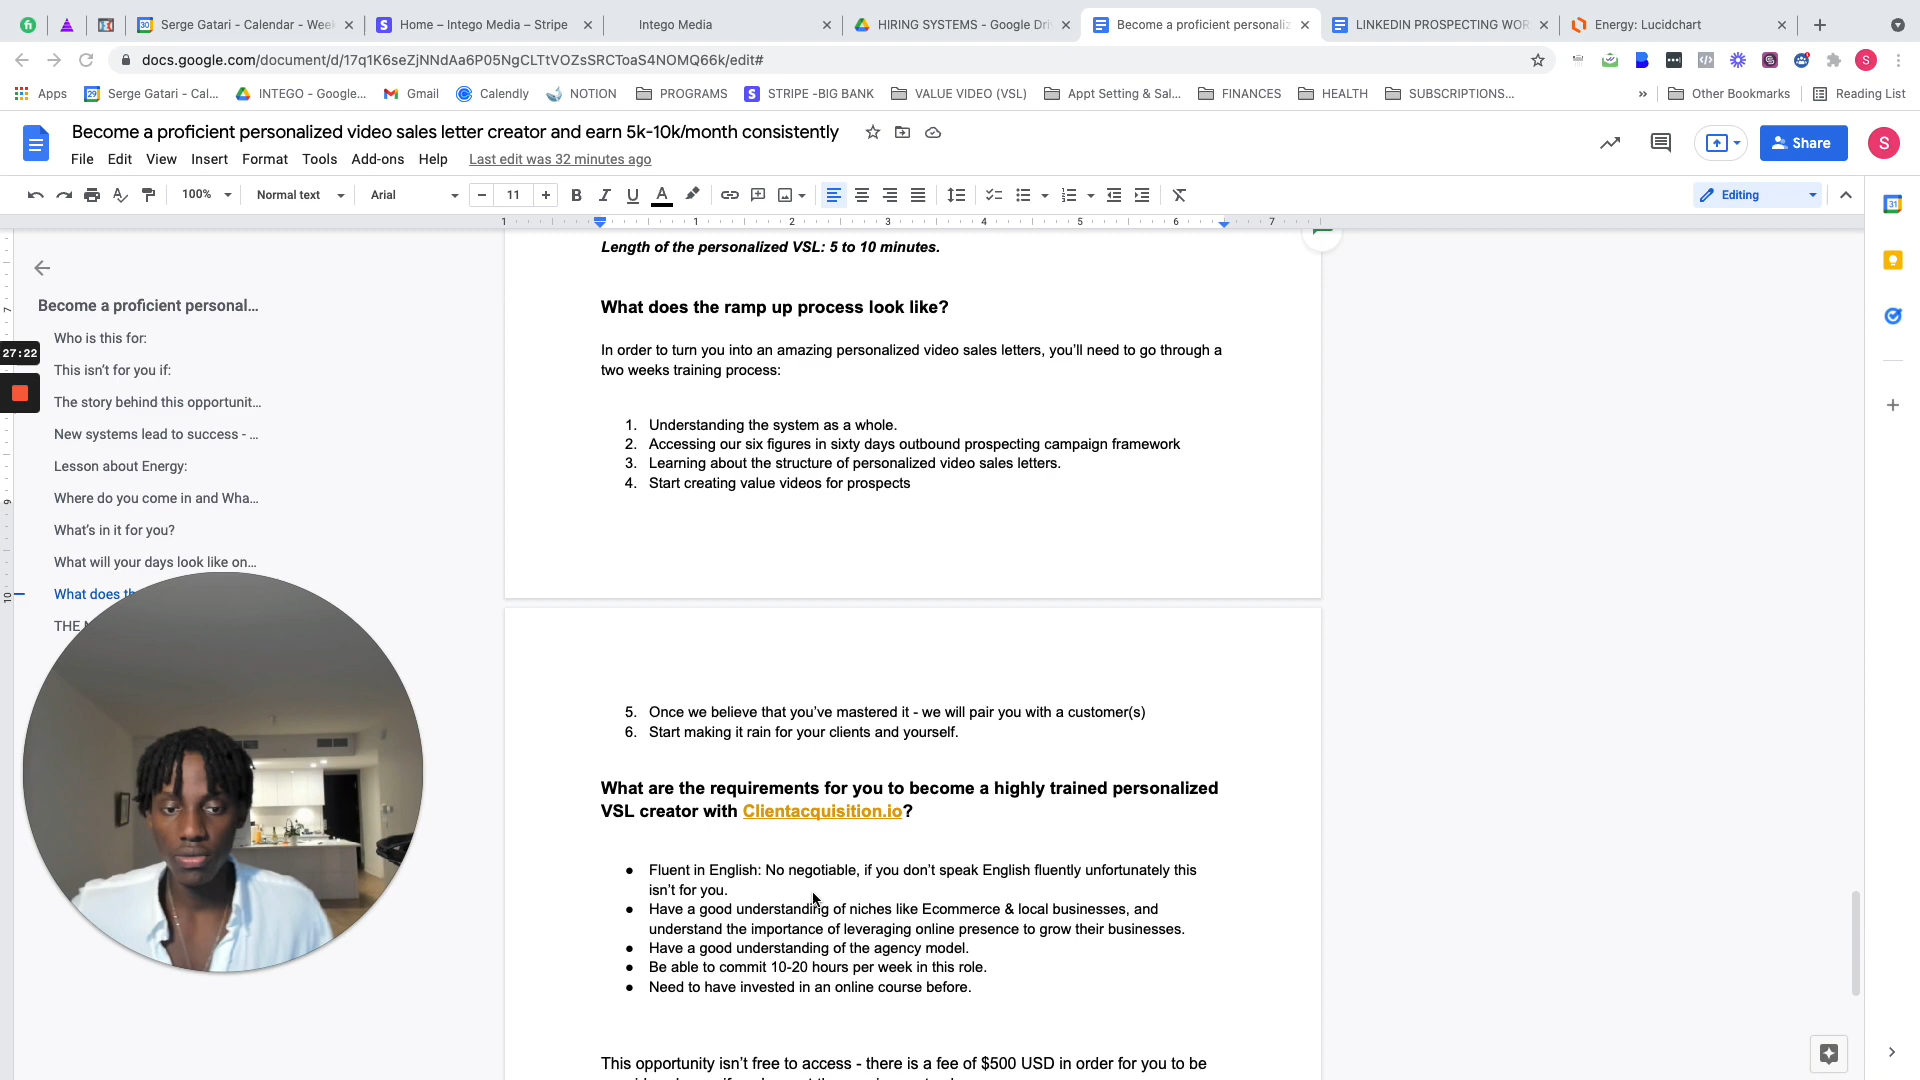 Serge Gatari - Calendar - Wee
Home – Intego Media – Stripe
Intego Media
HIRING SYSTEMS - Google Dri
Become a proficient personaliz
LINKEDIN PROSPECTING WOR
Energy: Lucidchart
docs.google.com/document/d/17q1K6seZjNNdAa6P05NgCLTtVOZsSRCToaS4NOMQ66k/edit#
S
Apps
Serge Gatari - Cal...
INTEGO - Google...
Gmail
Calendly
NOTION
PROGRAMS
STRIPE -BIG BANK
VALUE VIDEO (VSL)
Appt Setting & Sal...
FINANCES
HEALTH
SUBSCRIPTIONS...
»
Other Bookmarks
Reading List
Become a proficient personalized video sales letter creator and earn 5k-10k/month consistently
File Edit View Insert Format Tools Add-ons Help Last edit was 32 minutes ago
Share
S
100% Normal text Arial 11
Editing
1 1 2 3 4 5 6 7
Become a proficient personal...
Who is this for:
This isn't for you if:
The story behind this opportunit...
New systems lead to success - ...
Lesson about Energy:
Where do you come in and Wha...
What's in it for you?
What will your days look like on...
What does th
THE
27:22
7
9
10
Length of the personalized VSL: 5 to 10 minutes.
What does the ramp up process look like?
In order to turn you into an amazing personalized video sales letters, you'll need to go through a
two weeks training process:
1. Understanding the system as a whole.
2. Accessing our six figures in sixty days outbound prospecting campaign framework
3. Learning about the structure of personalized video sales letters.
4. Start creating value videos for prospects
5. Once we believe that you've mastered it - we will pair you with a customer(s)
6. Start making it rain for your clients and yourself.
What are the requirements for you to become a highly trained personalized
VSL creator with Clientacquisition.io?
● Fluent in English: No negotiable, if you don't speak English fluently unfortunately this
isn't for you.
● Have a good understanding of niches like Ecommerce & local businesses, and
understand the importance of leveraging online presence to grow their businesses.
● Have a good understanding of the agency model.
● Be able to commit 10-20 hours per week in this role.
● Need to have invested in an online course before.
This opportunity isn't free to access - there is a fee of $500 USD in order for you to be